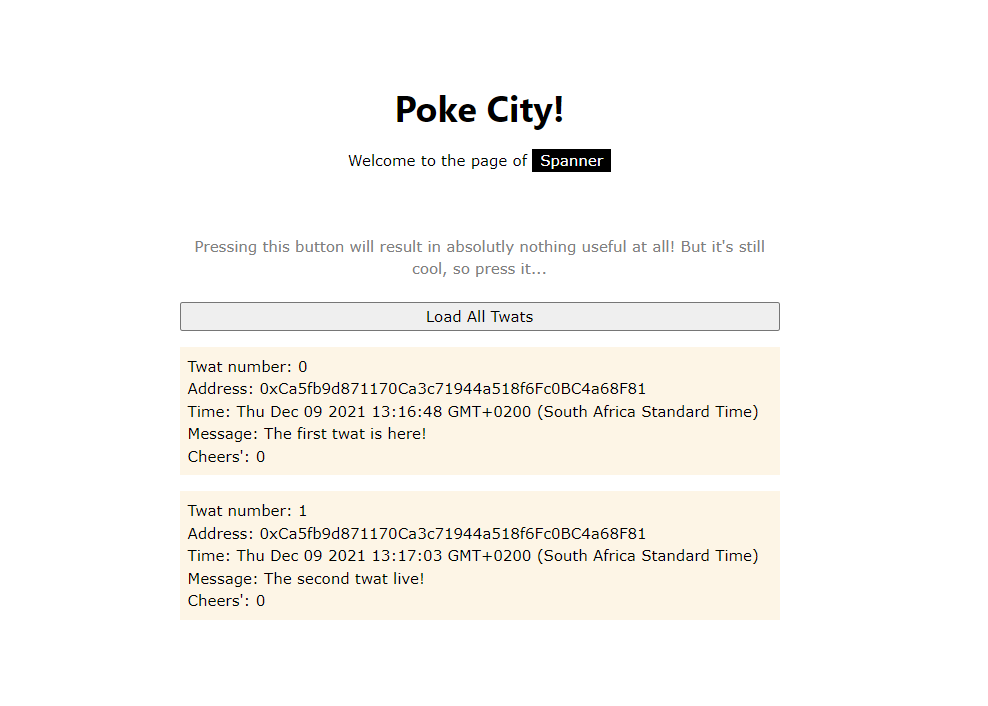 Poke City!
Welcome to the page of Spanner
Pressing this button will result in absolutly nothing useful at all! But it's still
cool, so press it...
Load All Twats
Twat number: 0
Address: 0xCa5fb9d871170Ca3c71944a518f6Fc0BC4a68F81
Time: Thu Dec 09 2021 13:16:48 GMT+0200 (South Africa Standard Time)
Message: The first twat is here!
Cheers': 0
Twat number: 1
Address: 0xCa5fb9d871170Ca3c71944a518f6Fc0BC4a68F81
Time: Thu Dec 09 2021 13:17:03 GMT+0200 (South Africa Standard Time)
Message: The second twat live!
Cheers': 0